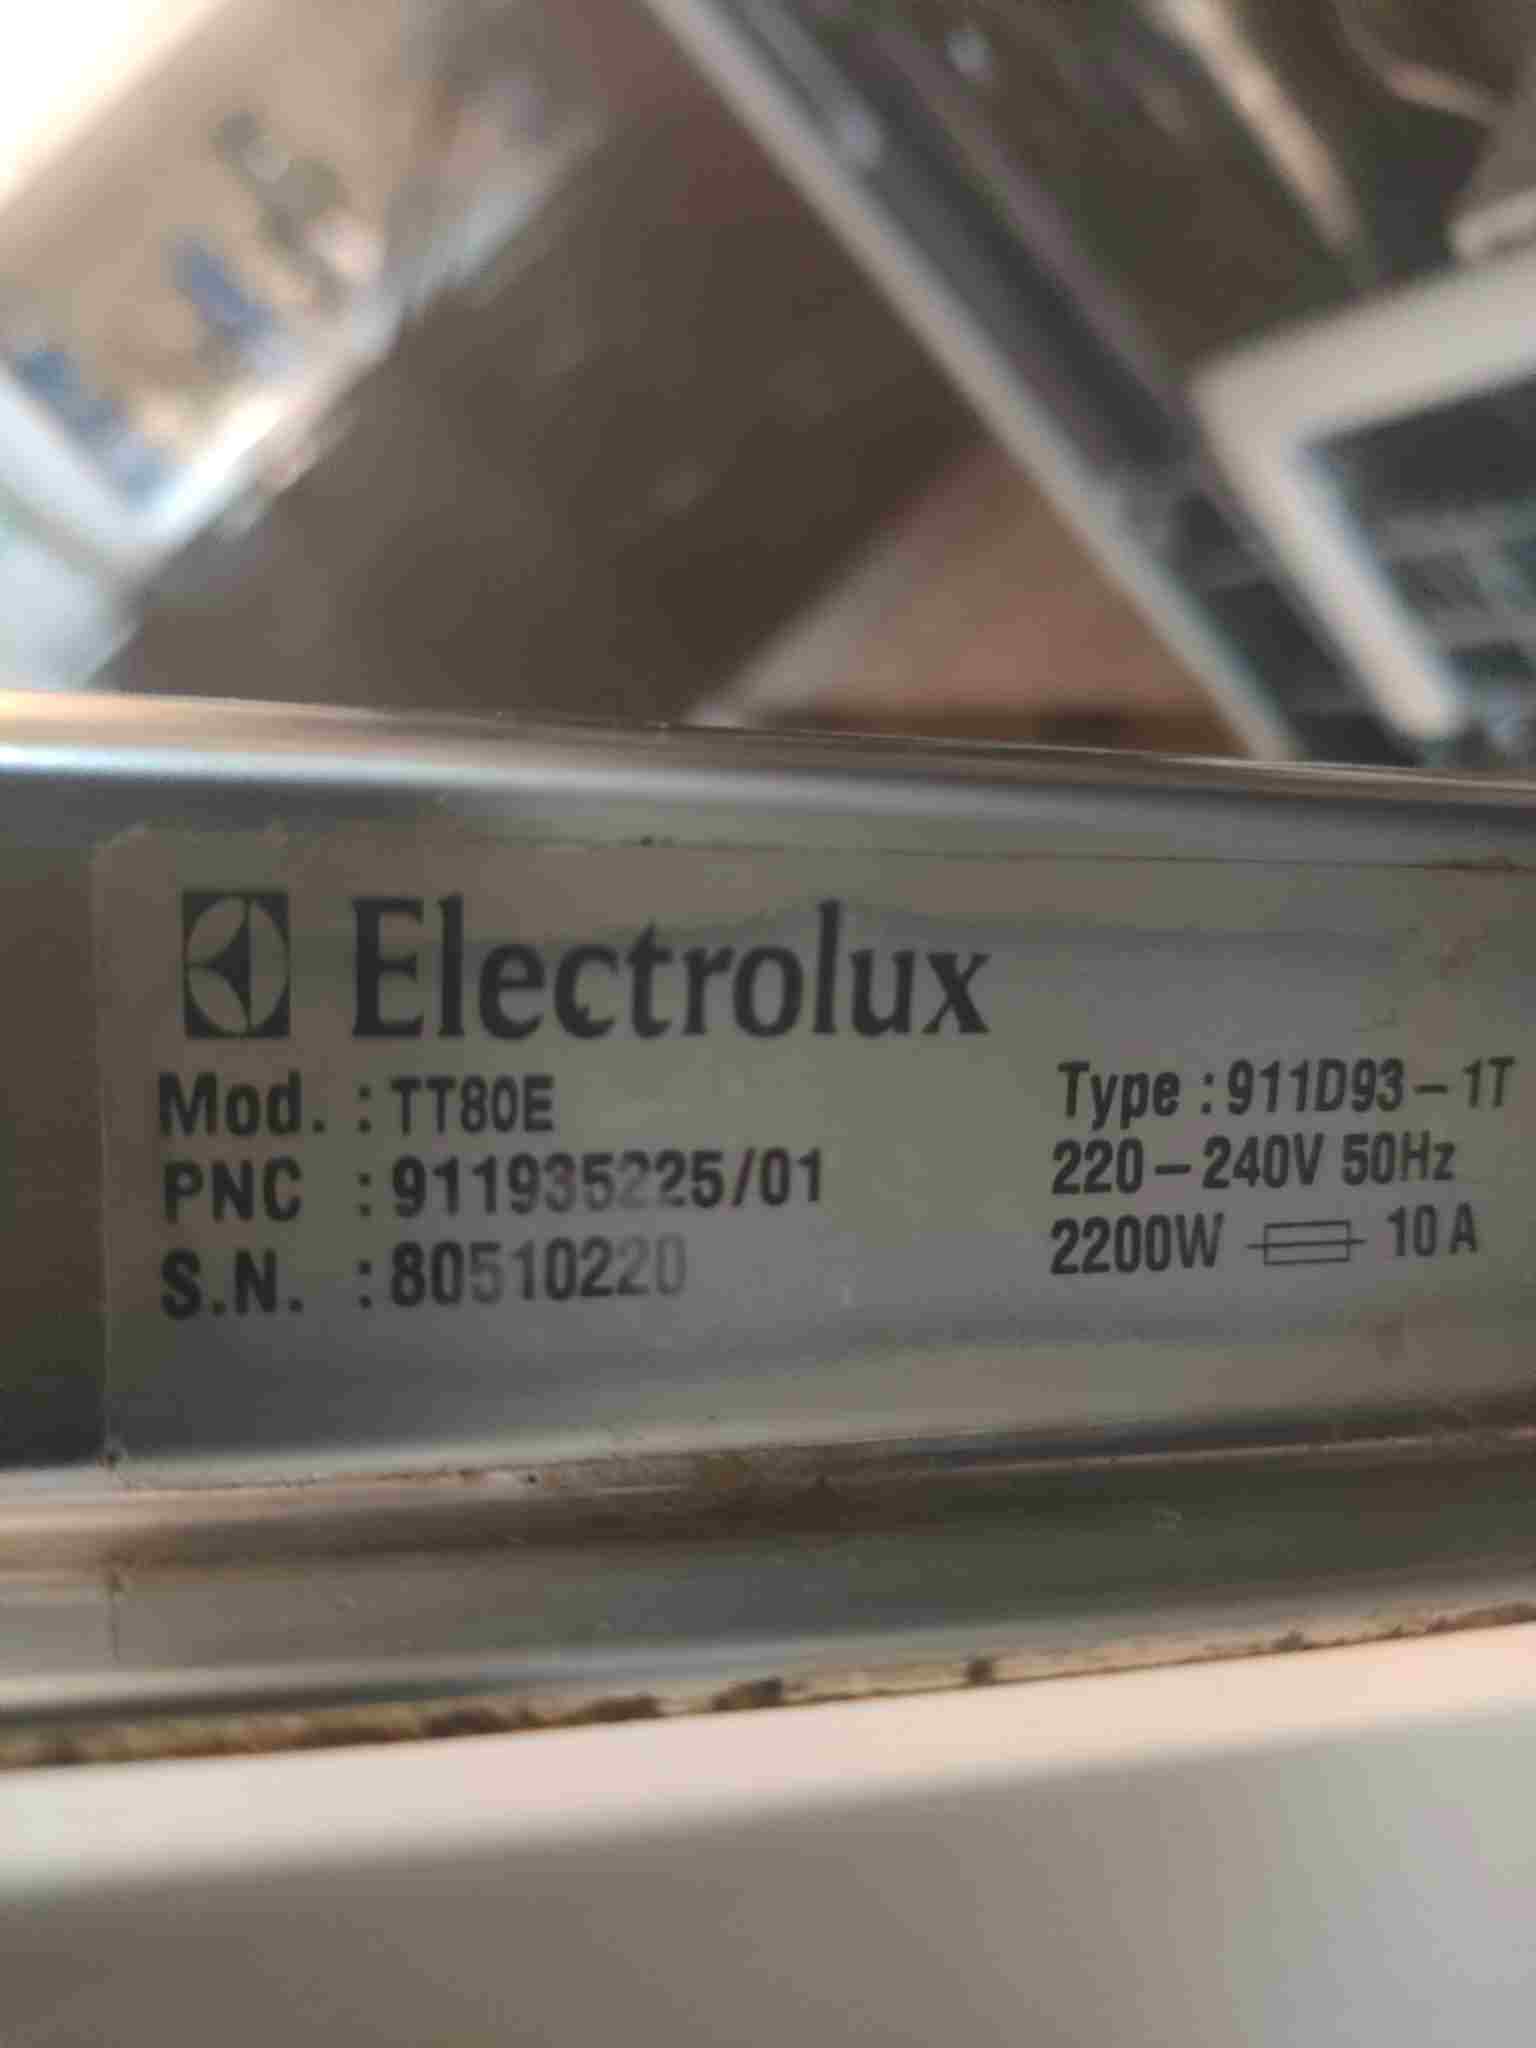 Electrolux
Mod. : TT80E
PNC : 911935225/01
S.N. : 80510220
Type : 911D93-1T
220-240V 50Hz
2200W 10 A